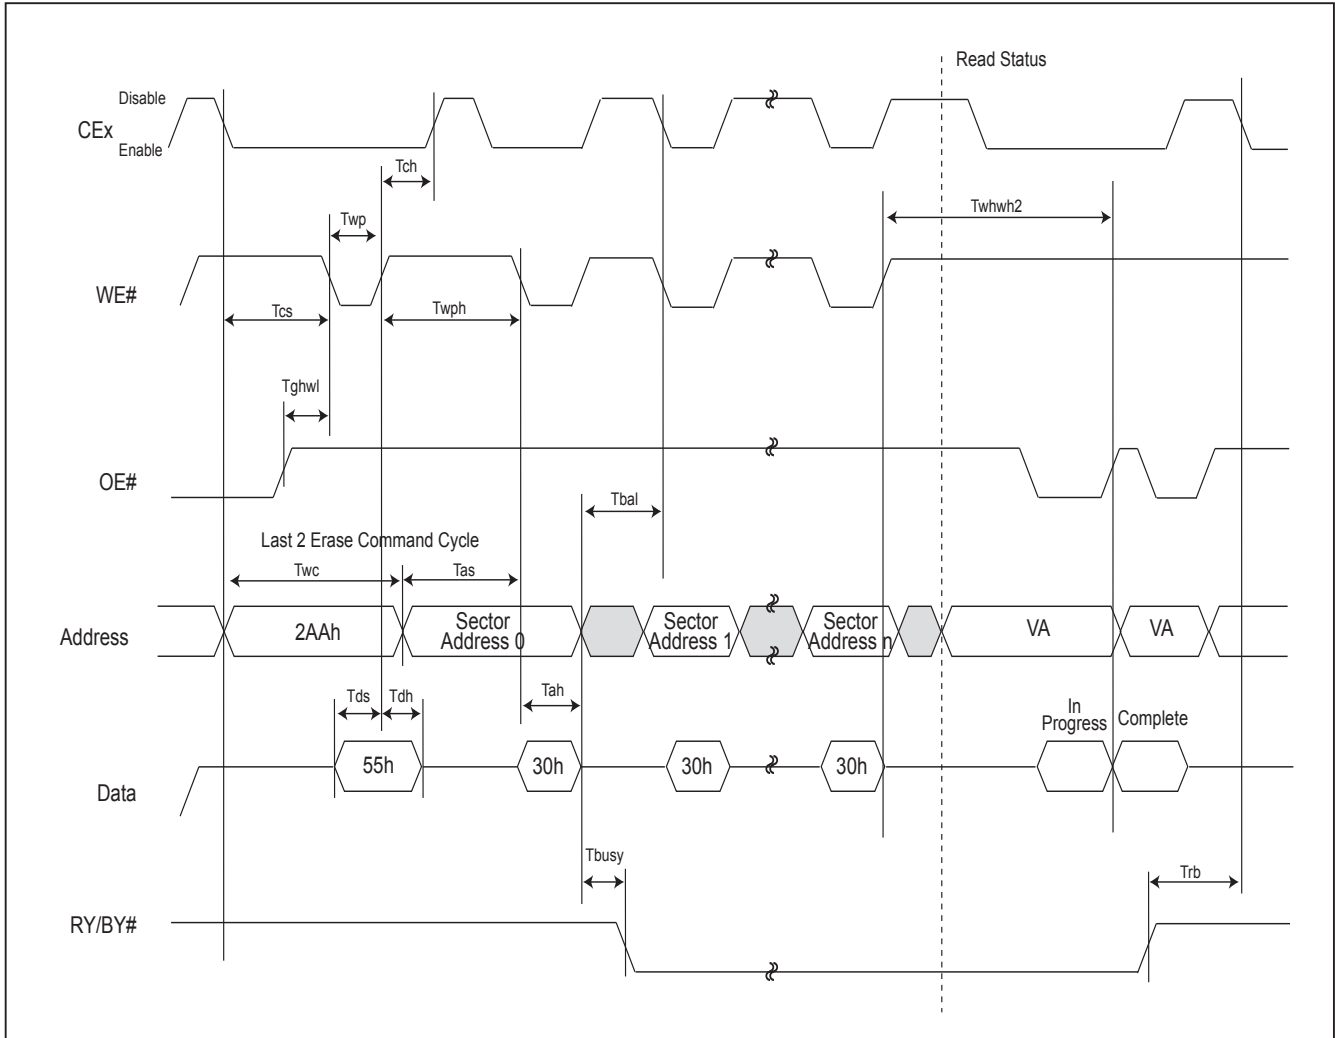 Read Status
Disable
CEx
Enable
Tch
Twhwh2
Twp
WE#
Tcs
Twph
Tghwl
OE#
Tbal
Last 2 Erase Command Cycle
Twc
Tas
Address
2AAh
Sector
Address 0
Sector
Address 1
Sector
Address n
VA
VA
Tds
Tdh
Tah
In
Progress
Complete
Data
55h
30h
30h
30h
Tbusy
Trb
RY/BY#